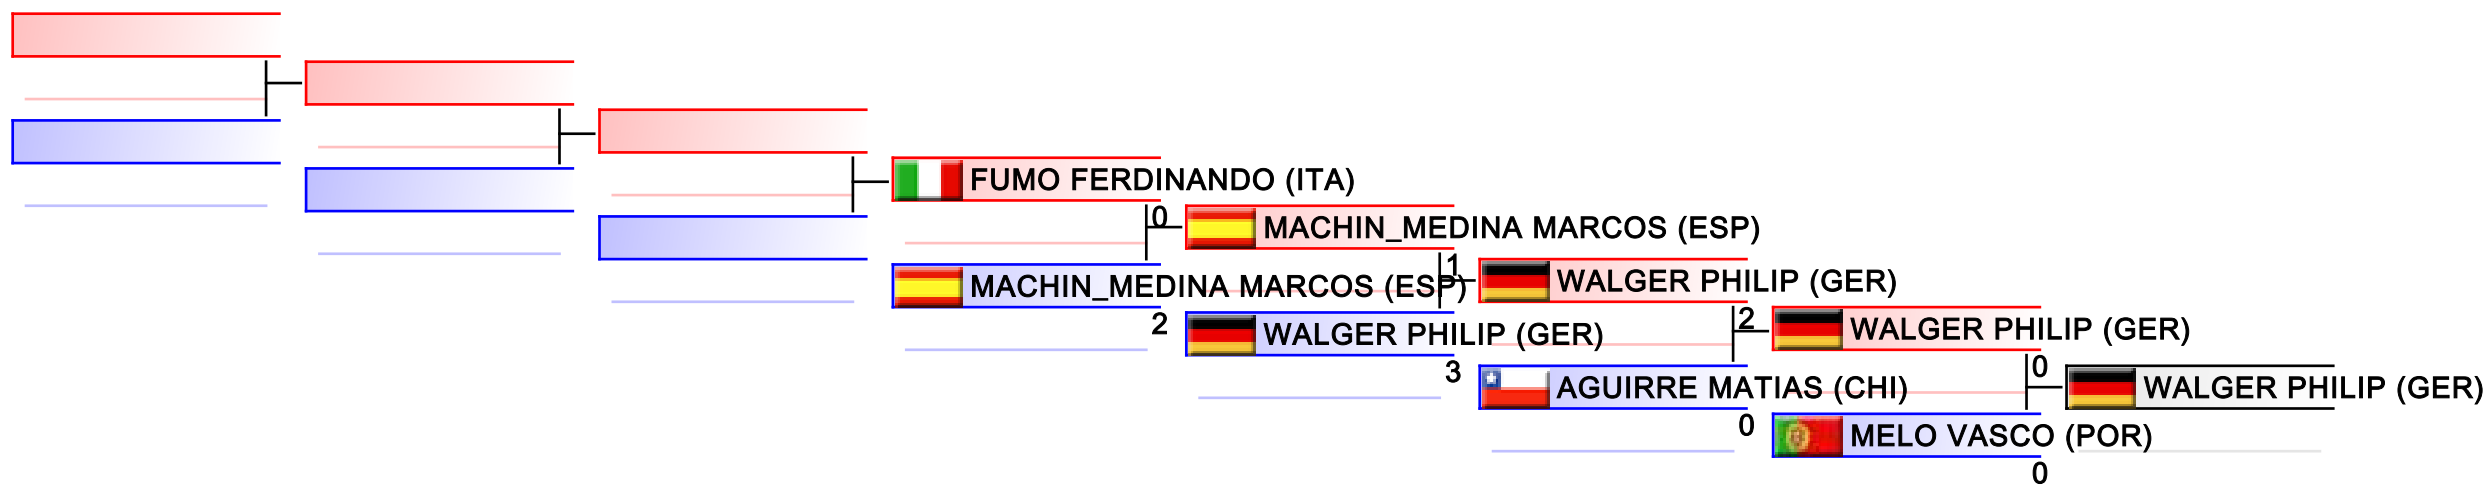 FUMO FERDINANDO (ITA)
0
MACHIN_MEDINA MARCOS (ESP)
2
MACHIN_MEDINA MARCOS (ESP)
1
WALGER PHILIP (GER)
3
WALGER PHILIP (GER)
2
AGUIRRE MATIAS (CHI)
0
WALGER PHILIP (GER)
0
MELO VASCO (POR)
0
WALGER PHILIP (GER)